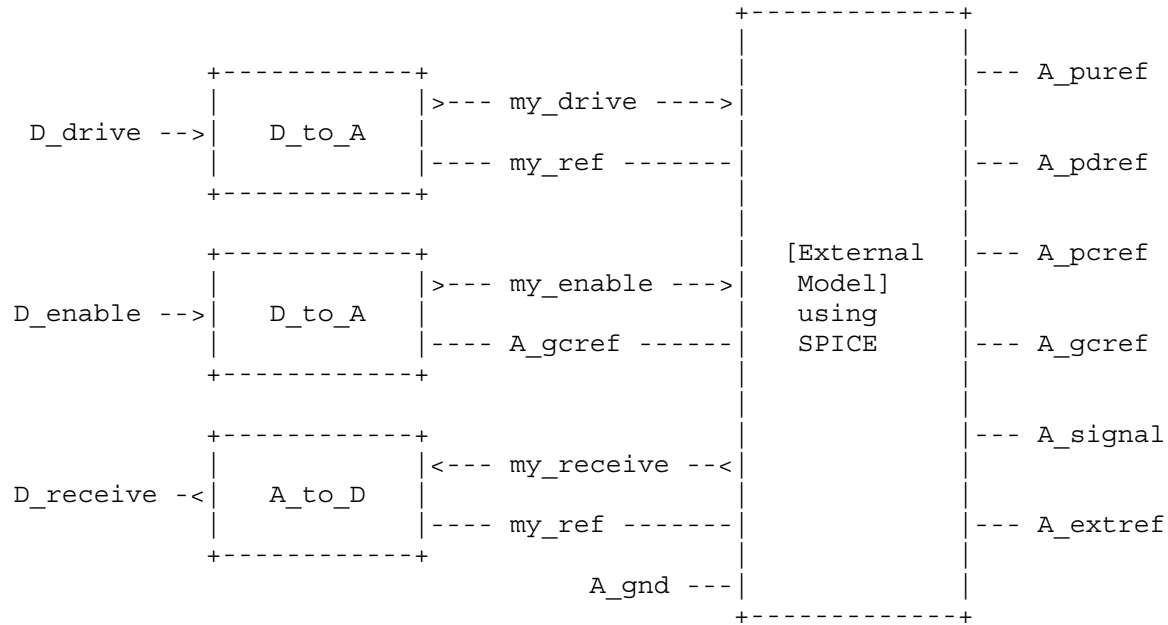 A_puref
>--- my_drive ---->
D_drive --> D_to_A
---- my_ref ------- --- A_pdref
[External --- A_pcref
>--- my_enable ---> Model]
D_enable --> D_to_A using
---- A_gcref ------ SPICE --- A_gcref
--- A_signal
<--- my_receive --<
D_receive -< A_to_D
---- my_ref ------- --- A_extref
A_gnd ---